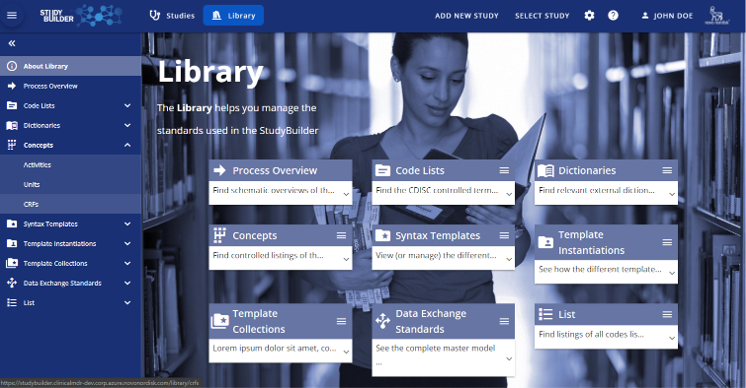 STUDY
BUILDER
Studies
Library
ADD NEW STUDY
SELECT STUDY
JOHN DOE
About Library
Process Overview
Code Lists
Dictionaries
Concepts
Activities
Units
CRFs
Syntax Templates
Template Instantiations
Template Collections
Data Exchange Standards
List
Library
The Library helps you manage the
standards used in the StudyBuilder
Process Overview
Find schematic overviews of th...
Code Lists
Find the CDISC controlled term...
Dictionaries
Find relevant external diction...
Concepts
Find controlled listings of th...
Syntax Templates
View (or manage) the different...
Template
Instantiations
See how the different template...
Template
Collections
Lorem ipsum dolor sit amet, co...
Data Exchange
Standards
See the complete master model
...
List
Find listings of all codes lis...
https://studybuilder.clinicalmdr-dev.corp.azure.novonordisk.com/library/crfs